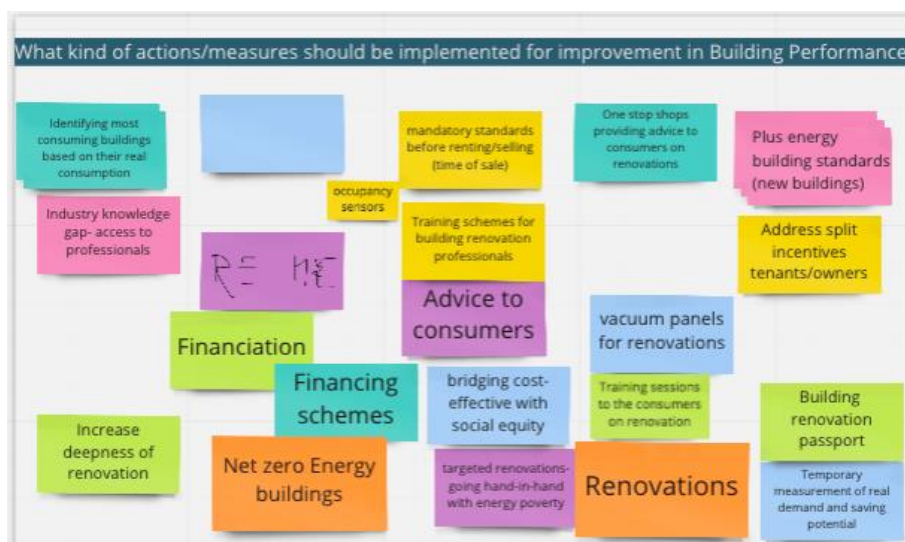 What kind of actions/measures should be implemented for improvement in Building Performance
Identifying most
consuming buildings
based on their real
consumption
mandatory standards
before renting/selling
(time of sale)
One stop shops
providing advice to
consumers on
renovations
Plus energy
building standards
(new buildings)
occupancy
sensors
Industry knowledge
gap- access to
professionals
Training schemes for
building renovation
professionals
Address split
incentives
tenants/owners
Advice to
consumers
vacuum panels
for renovations
Financiation
Financing
schemes
bridging cost-
effective with
social equity
Training sessions
to the consumers
on renovation
Building
renovation
passport
Increase
deepness of
renovation
Net zero Energy
buildings
targeted renovations-
going hand-in-hand
with energy poverty
Renovations
Temporary
measurement of real
demand and saving
potential